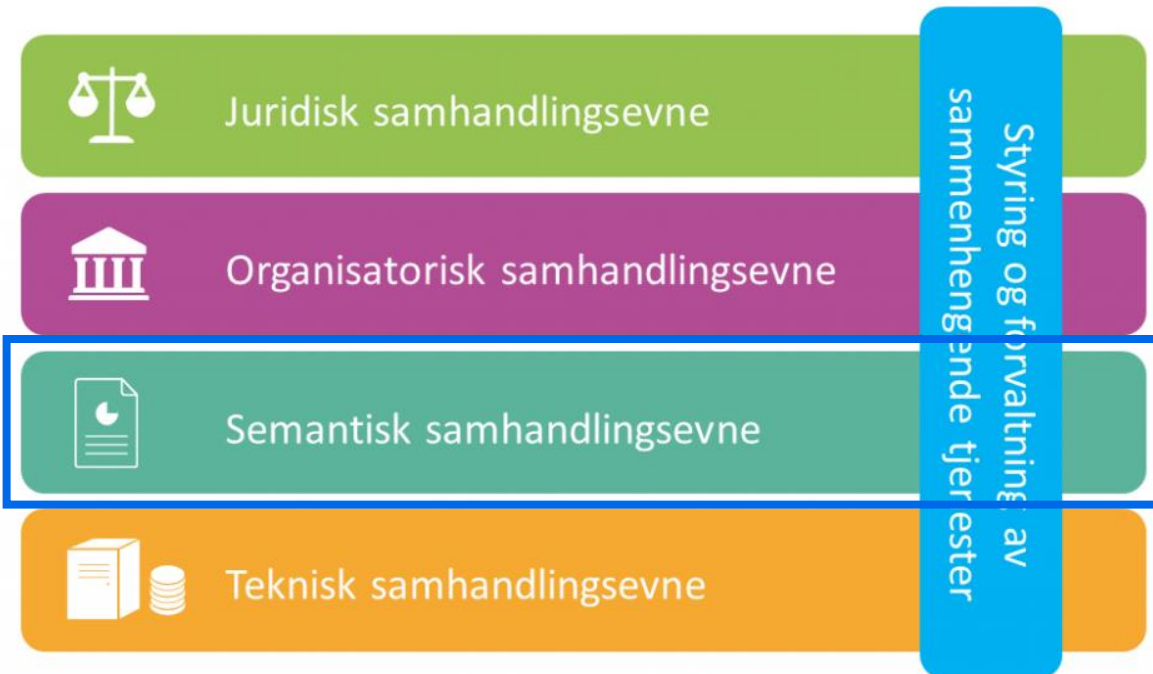 Juridisk samhandlingsevne
Organisatorisk samhandlingsevne
Semantisk samhandlingsevne
Teknisk samhandlingsevne
Styring og forvaltning av
sammenhengende tjenester